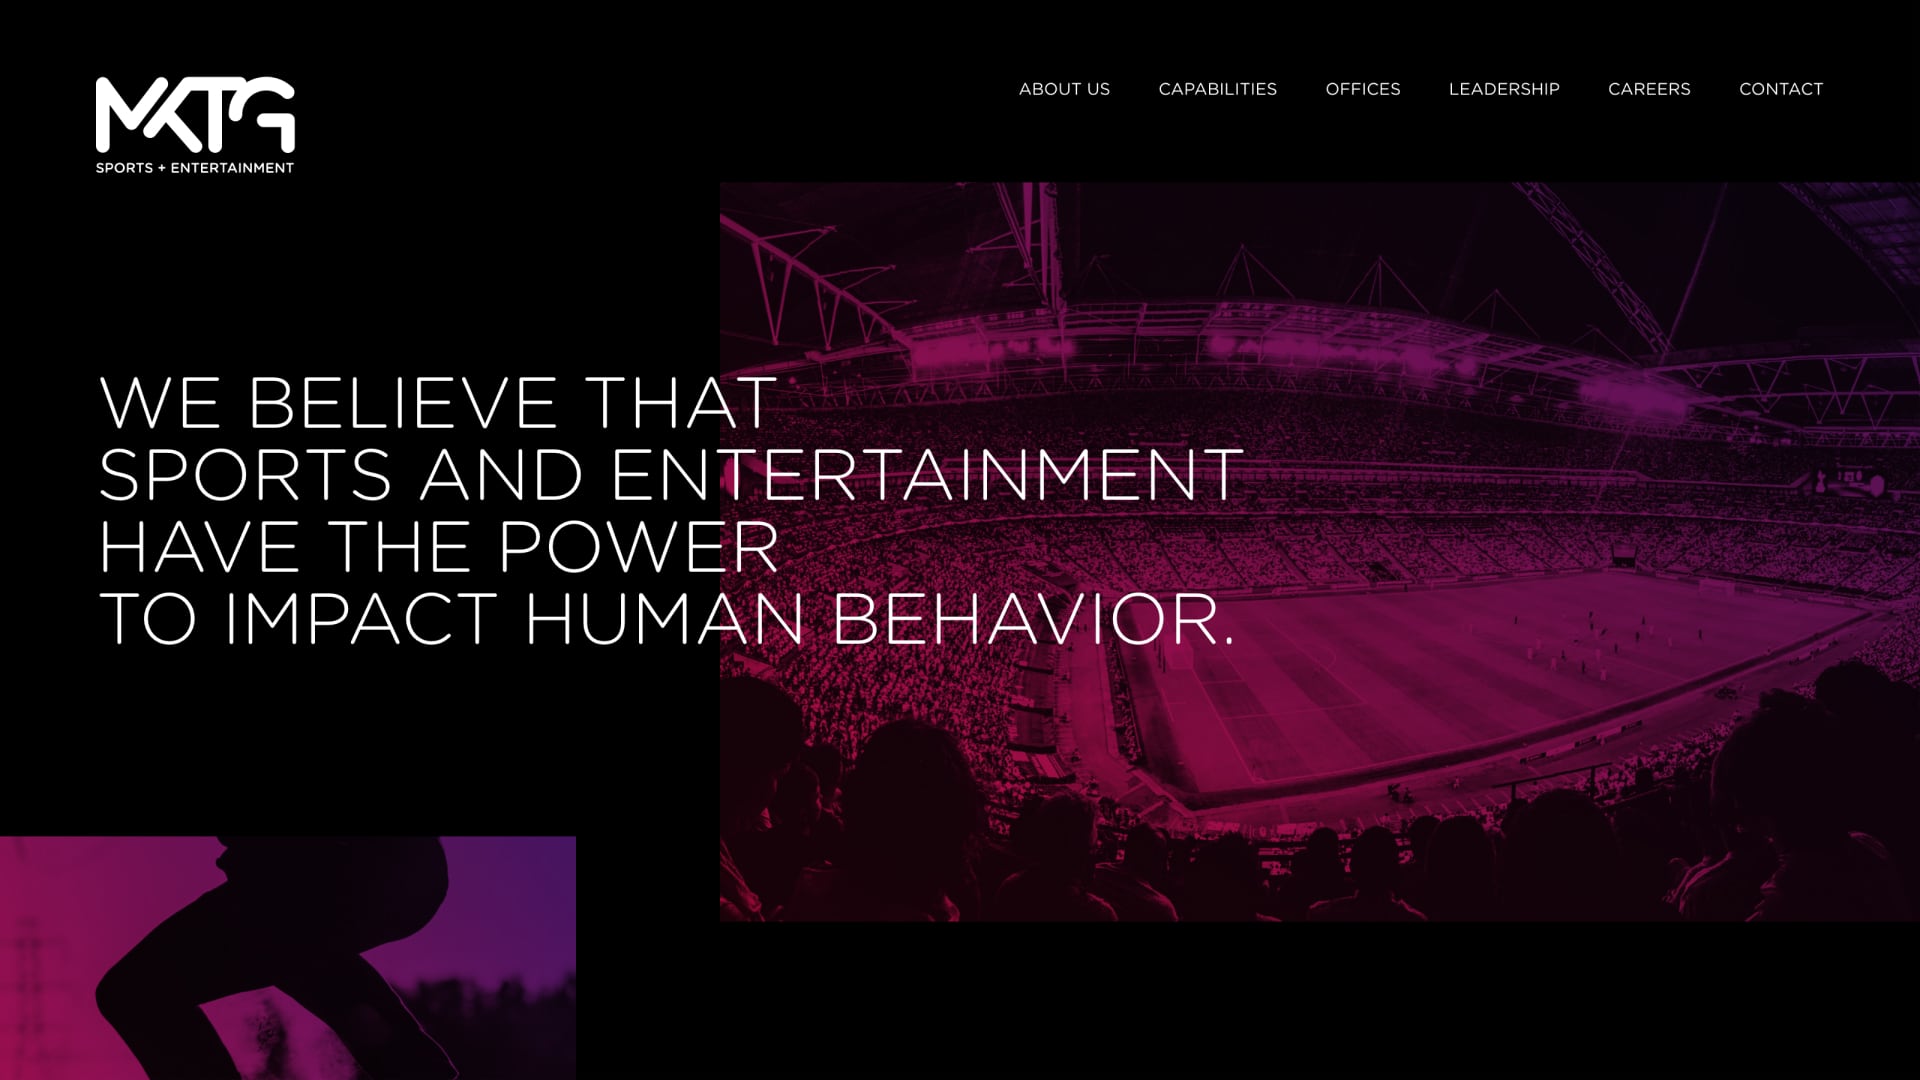 MKTG
SPORTS + ENTERTAINMENT
ABOUT US
CAPABILITIES
OFFICES
LEADERSHIP
CAREERS
CONTACT
WE BELIEVE THAT
SPORTS AND ENTERTAINMENT
HAVE THE POWER
TO IMPACT HUMAN BEHAVIOR.